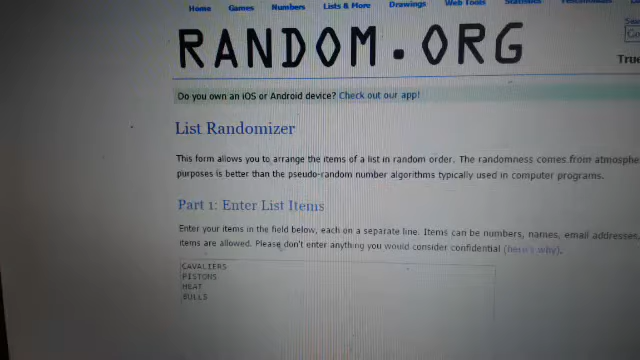 Home Games Numbers Lists & More Drawings Web Tools
RANDOM.ORG
True
Do you own an iOS or Android device? Check out our app!
List Randomizer
This form allows you to arrange the items of a list in random order. The randomness comes from atmosphe
purposes is better than the pseudo-random number algorithms typically used in computer programs.
Part 1: Enter List Items
Enter your items in the field below, each on a separate line. Items can be numbers, names, email addresses,
items are allowed. Please don't enter anything you would consider confidential (here's why).
CAVALIERS
PISTONS
HEAT
BULLS